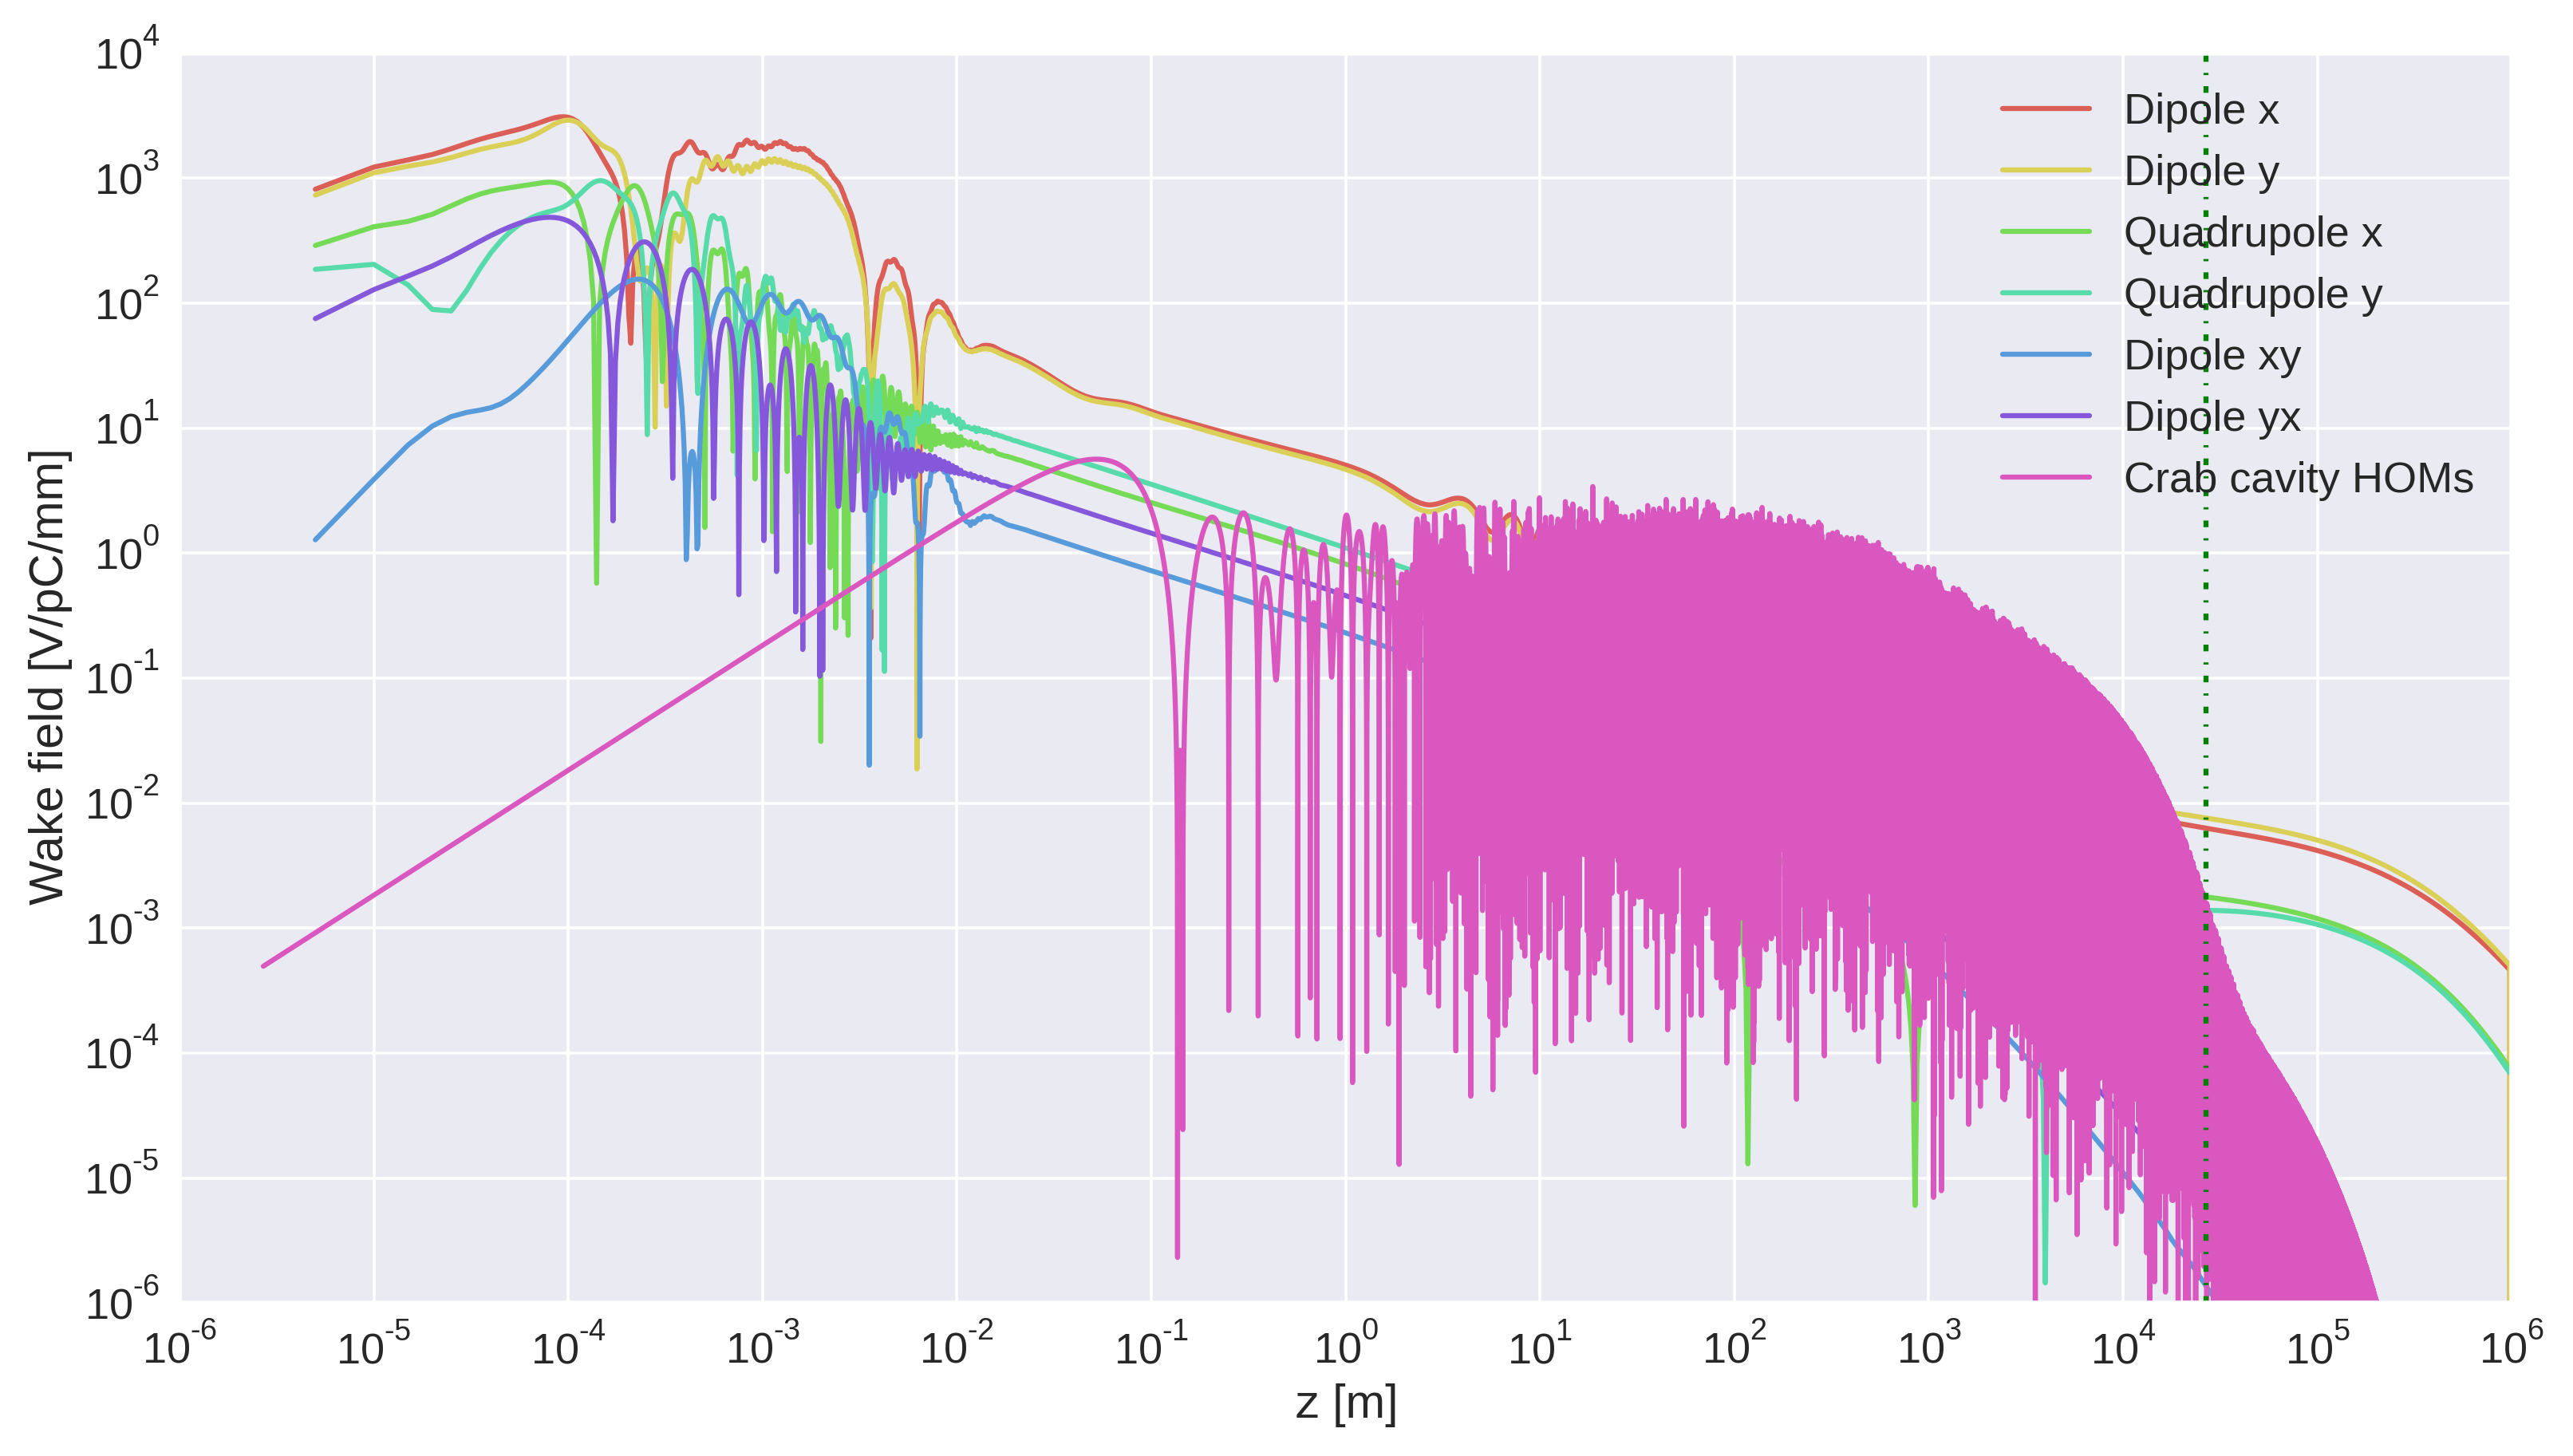 10^4
10^3
10^2
10^1
10^0
10^-1
10^-2
10^-3
10^-4
10^-5
10^-6
Wake field [V/pC/mm]
Dipole x
Dipole y
Quadrupole x
Quadrupole y
Dipole xy
Dipole yx
Crab cavity HOMs
10^-6 10^-5 10^-4 10^-3 10^-2 10^-1 10^0 10^1 10^2 10^3 10^4 10^5 10^6
z [m]